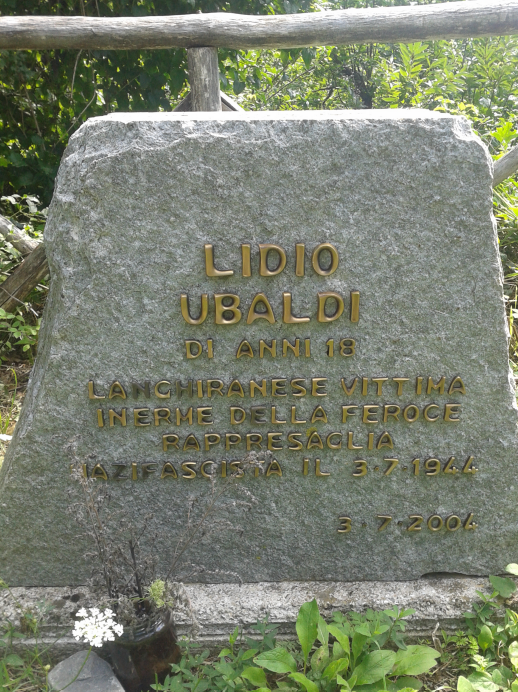 LIDIO
UBALDI
DI ANNI 18
LANGHIRANESE VITTIMA
INERME DELLA FEROCE
RAPPRESAGLIA
NAZIFASCISTA IL 3·7·1944
3·7·2004